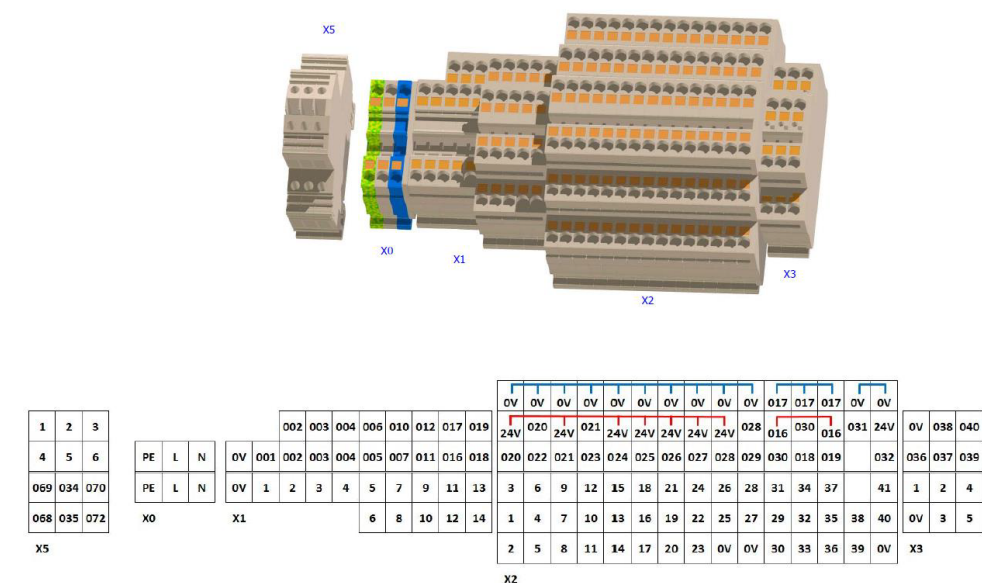 X5
X0
X1
X2
X3
0V 0V 0V 0V 0V 0V 0V 0V 0V 0V 017 017 017 0V 0V
1 2 3 002 003 004 006 010 012 017 019 24V 020 24V 021 24V 24V 24V 24V 24V 028 016 030 016 031 24V 0V 038 040
4 5 6 PE L N 0V 001 002 003 004 005 007 011 016 018 020 022 021 023 024 025 026 027 028 029 030 018 019 032 036 037 039
069 034 070 PE L N 0V 1 2 3 4 5 7 9 11 13 3 6 9 12 15 18 21 24 26 28 31 34 37 41 1 2 4
068 035 072 X0 X1 6 8 10 12 14 1 4 7 10 13 16 19 22 25 27 29 32 35 38 40 0V 3 5
X5 2 5 8 11 14 17 20 23 0V 0V 30 33 36 39 0V X3
X2